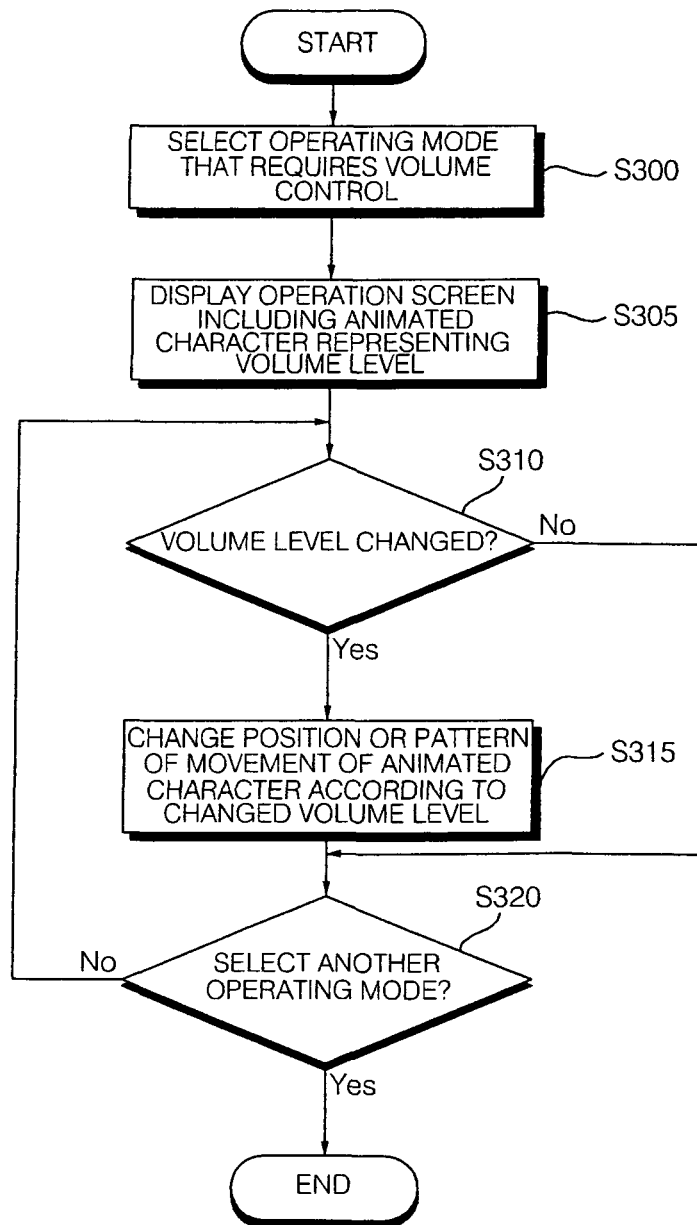 START
SELECT OPERATING MODE
THAT REQUIRES VOLUME
CONTROL
S300
DISPLAY OPERATION SCREEN
INCLUDING ANIMATED
CHARACTER REPRESENTING
VOLUME LEVEL
S305
S310
VOLUME LEVEL CHANGED?
No
Yes
CHANGE POSITION OR PATTERN
OF MOVEMENT OF ANIMATED
CHARACTER ACCORDING TO
CHANGED VOLUME LEVEL
S315
S320
No
SELECT ANOTHER
OPERATING MODE?
Yes
END